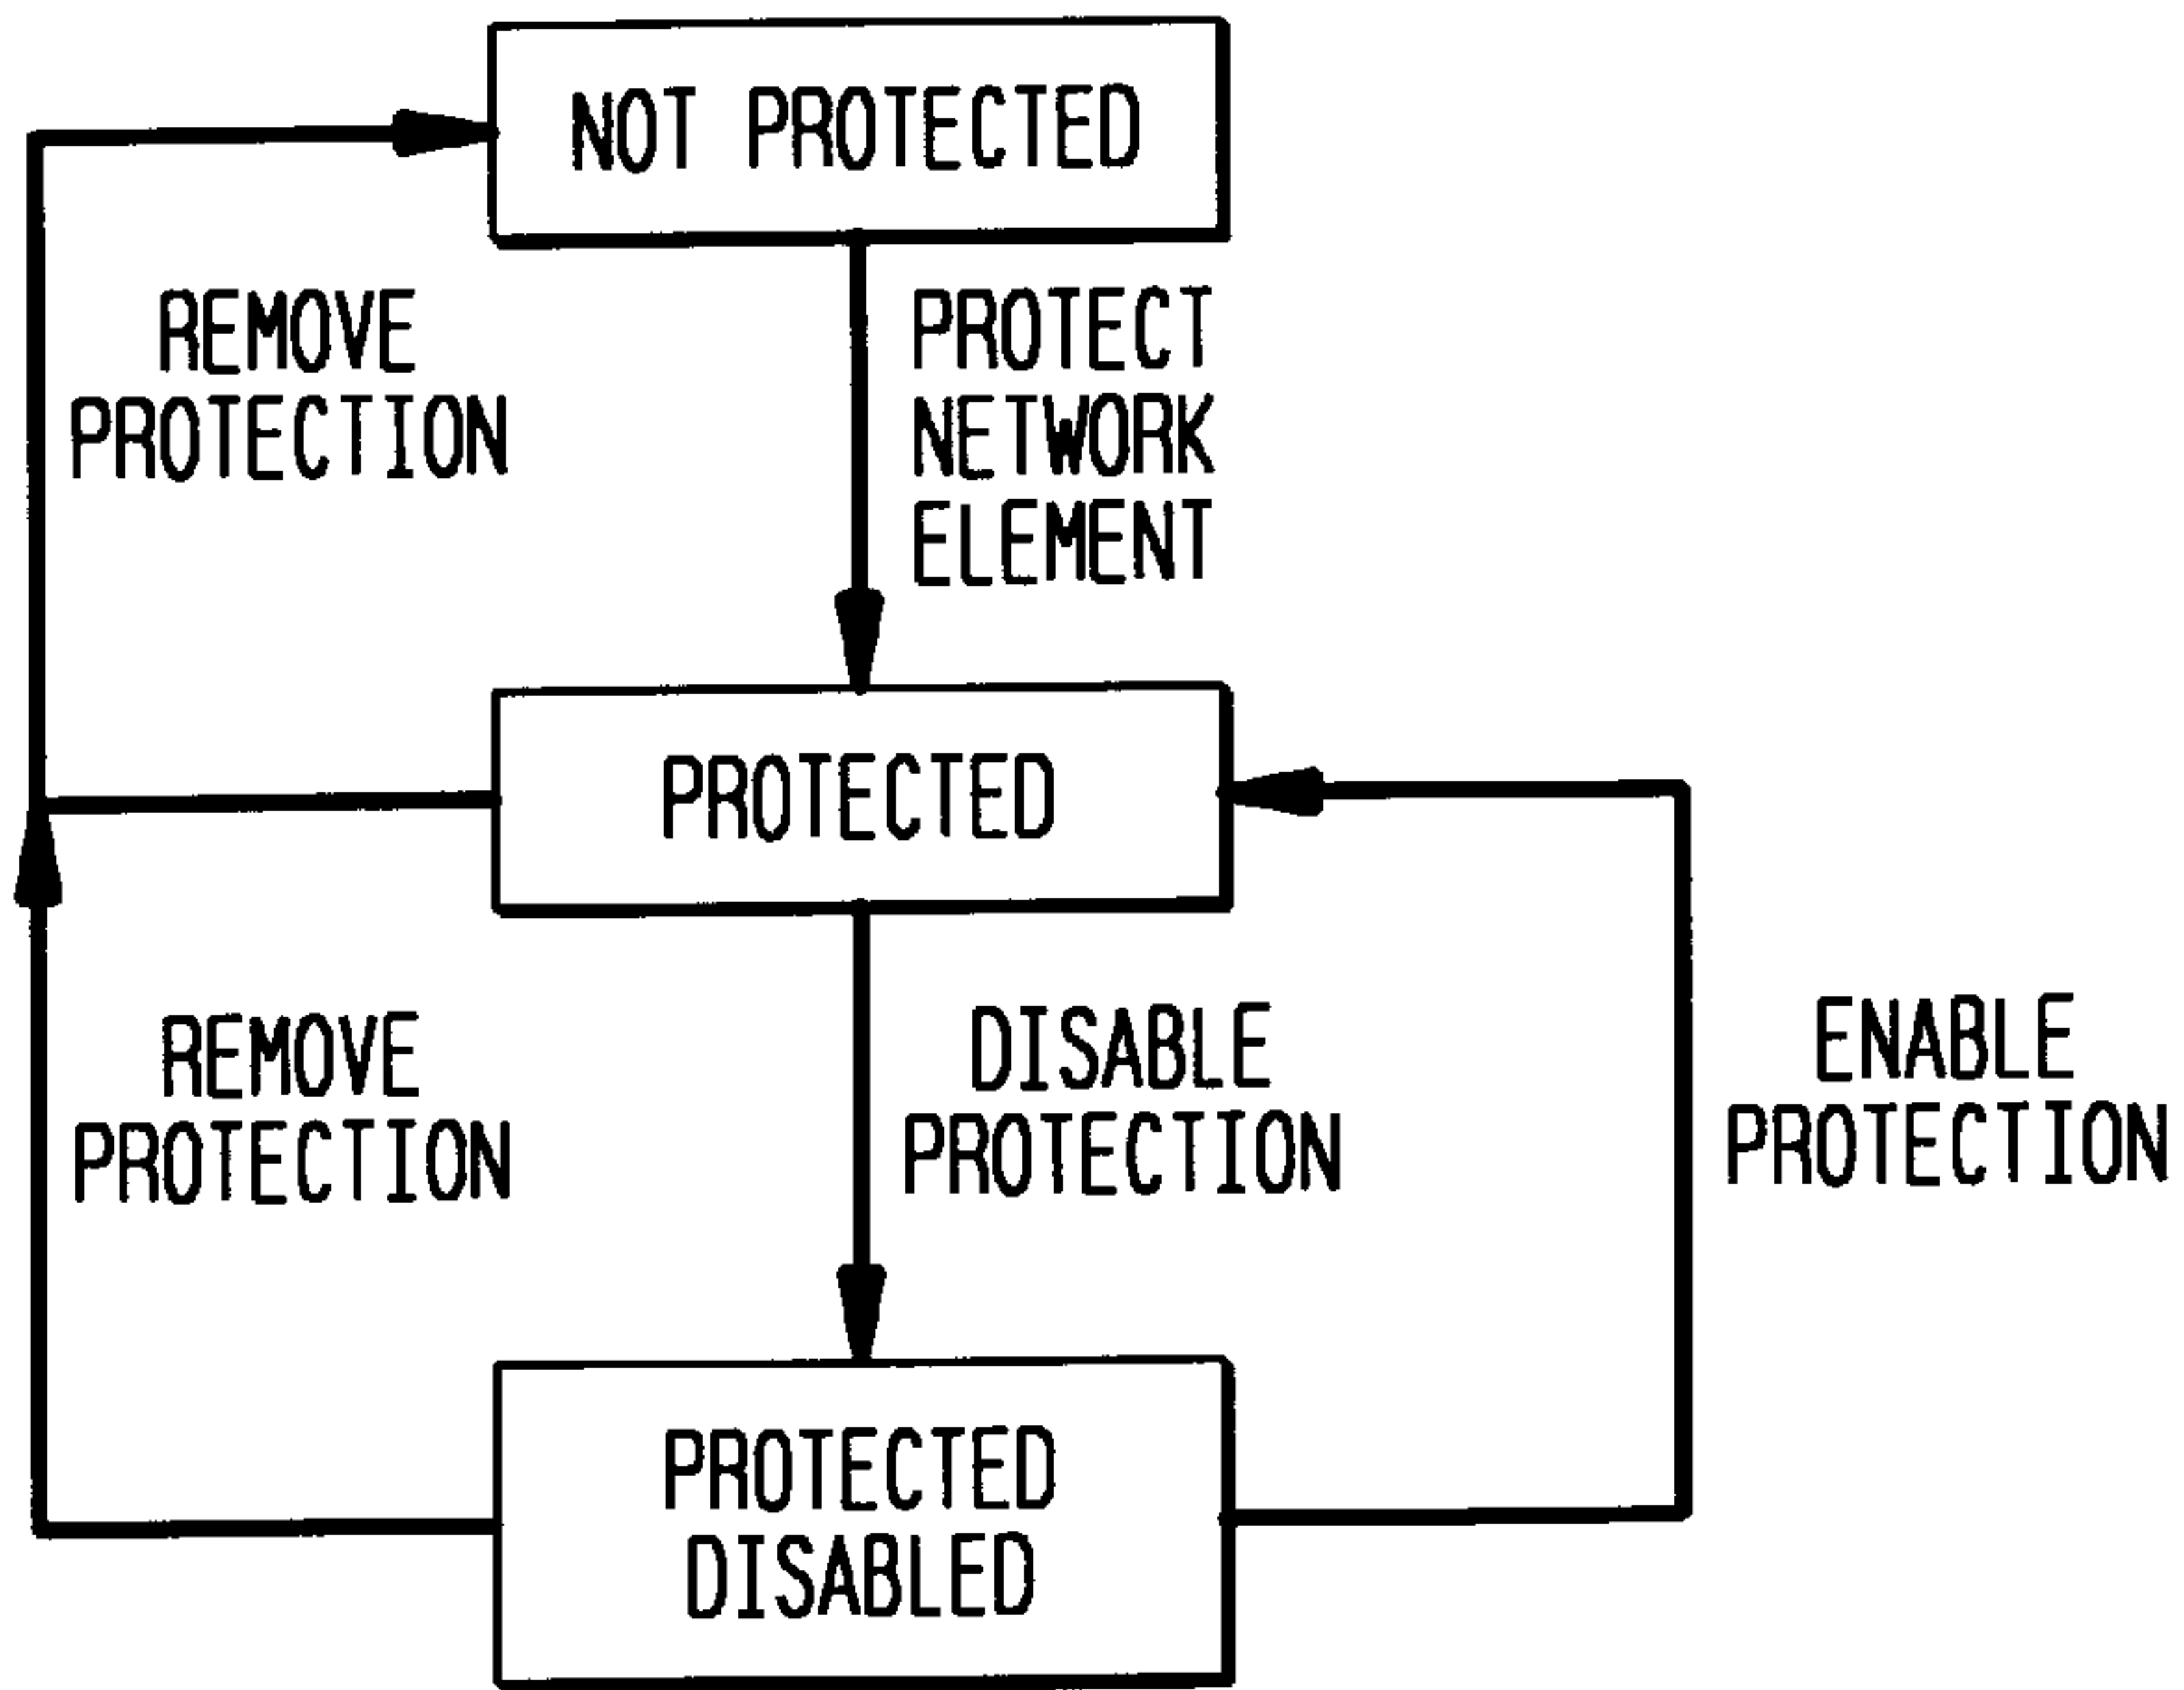 NOT PROTECTED
REMOVE
PROTECTION
PROTECT
NETWORK
ELEMENT
PROTECTED
REMOVE
PROTECTION
DISABLE
PROTECTION
ENABLE
PROTECTION
PROTECTED
DISABLED